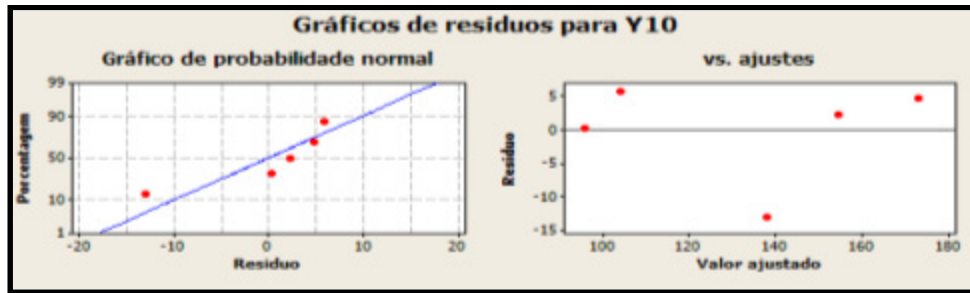 Gráficos de residuos para Y10
Gráfico de probabilidade normal
99
90
50
10
1
Porcentagem
-20
-10
0
10
20
Residuo
vs. ajustes
5
0
-5
-10
-15
Residuo
100
120
140
160
180
Valor ajustado